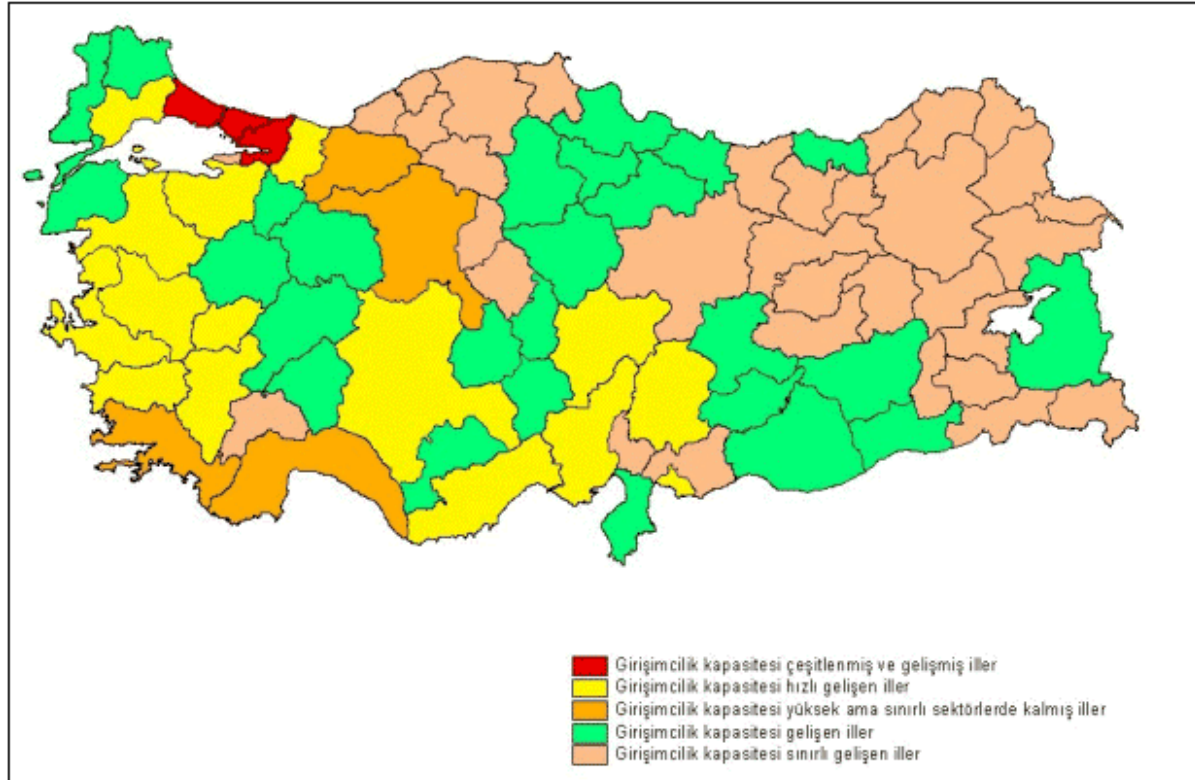 Girişimcilik kapasitesi çeşitlenmiş ve gelişmiş iller
Girişimcilik kapasitesi hızlı gelişen iller
Girişimcilik kapasitesi yüksek ama sınırlı sektörlerde kalmış iller
Girişimcilik kapasitesi gelişen iller
Girişimcilik kapasitesi sınırlı gelişen iller